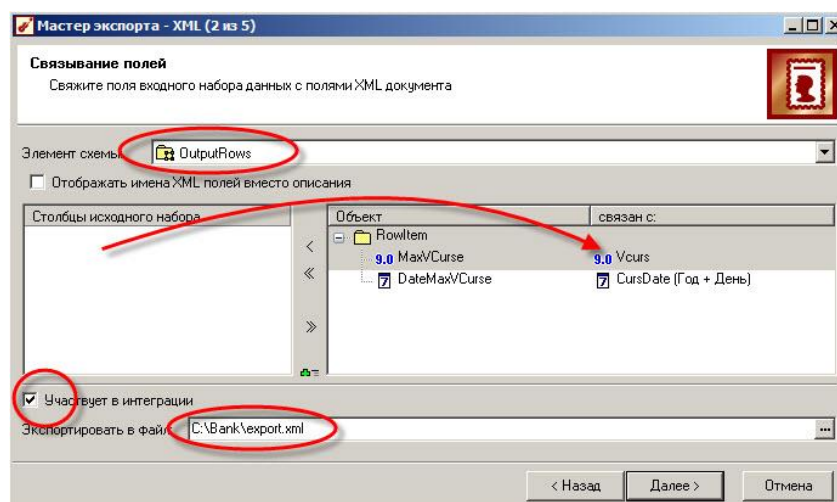 Мастер экспорта - XML (2 из 5)
Связывание полей
Свяжите поля входного набора данных с полями XML документа
Элемент схемы
OutputRows
Отображать имена XML полей вместо описания
Столбцы исходного набора
Объект
связан с:
RowItem
9.0 MaxVCurse
9.0 Vcurs
7 DateMaxVCurse
7 CursDate (Год + День)
Участвует в интеграции
Экспортировать в файл
C:\Bank\export.xml
< Назад
Далее >
Отмена